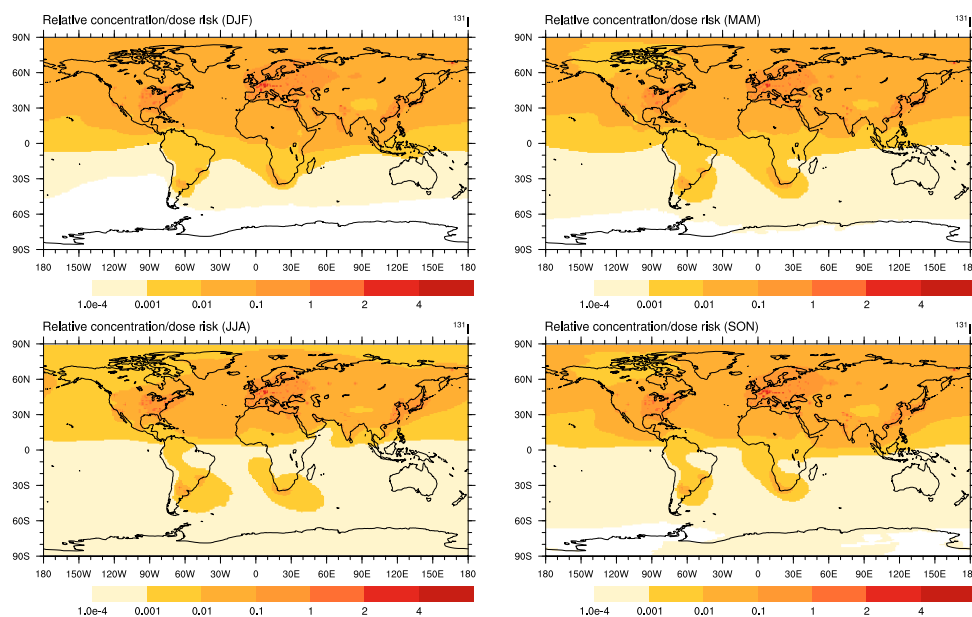 Relative concentration/dose risk (DJF) 131 I
90N
60N
30N
0
30S
60S
90S
180 150W 120W 90W 60W 30W 0 30E 60E 90E 120E 150E 180
1.0e-4 0.001 0.01 0.1 1 2 4
Relative concentration/dose risk (MAM) 131 I
90N
60N
30N
0
30S
60S
90S
180 150W 120W 90W 60W 30W 0 30E 60E 90E 120E 150E 180
1.0e-4 0.001 0.01 0.1 1 2 4
Relative concentration/dose risk (JJA) 131 I
90N
60N
30N
0
30S
60S
90S
180 150W 120W 90W 60W 30W 0 30E 60E 90E 120E 150E 180
1.0e-4 0.001 0.01 0.1 1 2 4
Relative concentration/dose risk (SON) 131 I
90N
60N
30N
0
30S
60S
90S
180 150W 120W 90W 60W 30W 0 30E 60E 90E 120E 150E 180
1.0e-4 0.001 0.01 0.1 1 2 4